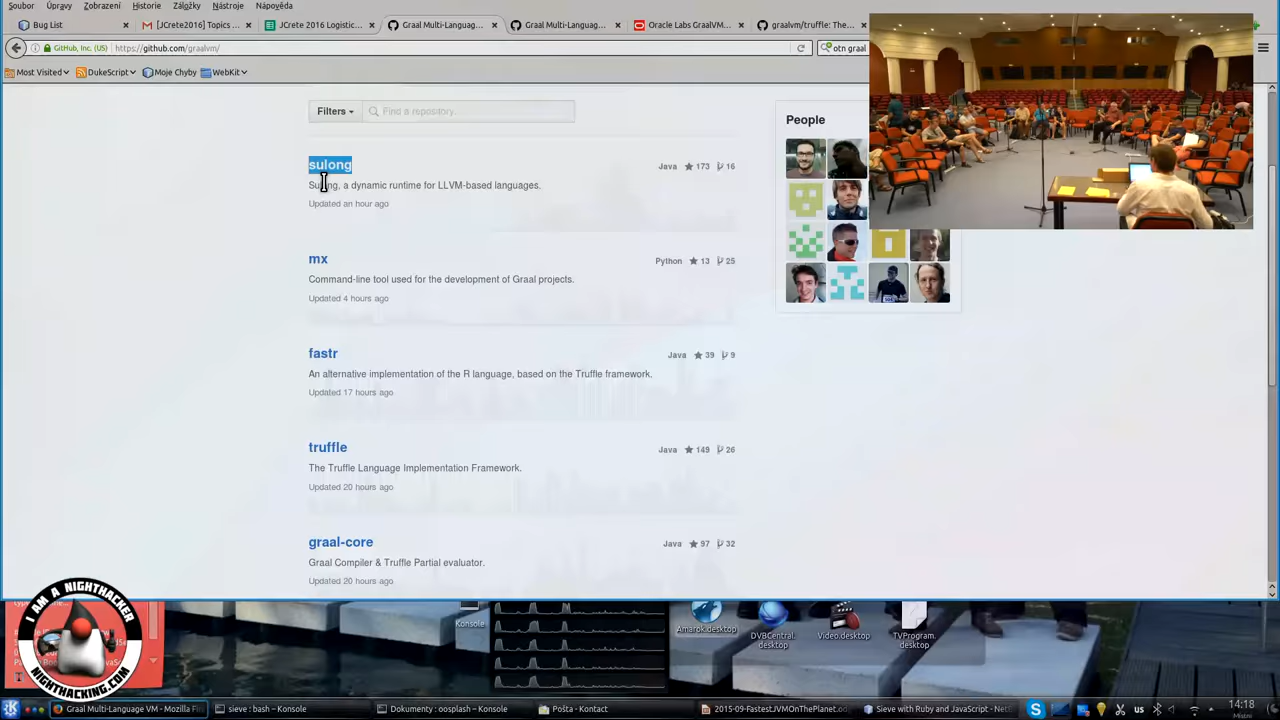 Soubor Úpravy Zobrazení Historie Záložky Nástroje Nápověda
Bug List × [JCrete2016] Topics ... × JCrete 2016 Logistic... × Graal Multi-Languag... × Graal Multi-Languag... × Oracle Labs GraalVM... × graalvm/truffle: The...
GitHub, Inc. (US) https://github.com/graalvm/ otn graal
Most Visited DukeScript Moje Chyby WebKit
Filters Find a repository...
People
sulong Java 173 16
Sulong, a dynamic runtime for LLVM-based languages.
Updated an hour ago
mx Python 13 25
Command-line tool used for the development of Graal projects.
Updated 4 hours ago
fastr Java 39 9
An alternative implementation of the R language, based on the Truffle framework.
Updated 17 hours ago
truffle Java 149 26
The Truffle Language Implementation Framework.
Updated 20 hours ago
graal-core Java 97 32
Graal Compiler & Truffle Partial evaluator.
Updated 20 hours ago
I AM A NIGHTHACKER
NIGHTHACKING.COM
Konsole Amarok.desktop DVBCentral.desktop Video.desktop TVProgram.desktop
Graal Multi-Language VM - Mozilla Fir sieve : bash – Konsole Dokumenty : oosplash – Konsole Pošta - Kontact 2015-09-FastestJVMOnThePlanet.od Sieve with Ruby and JavaScript - NetB 14:18
Místní